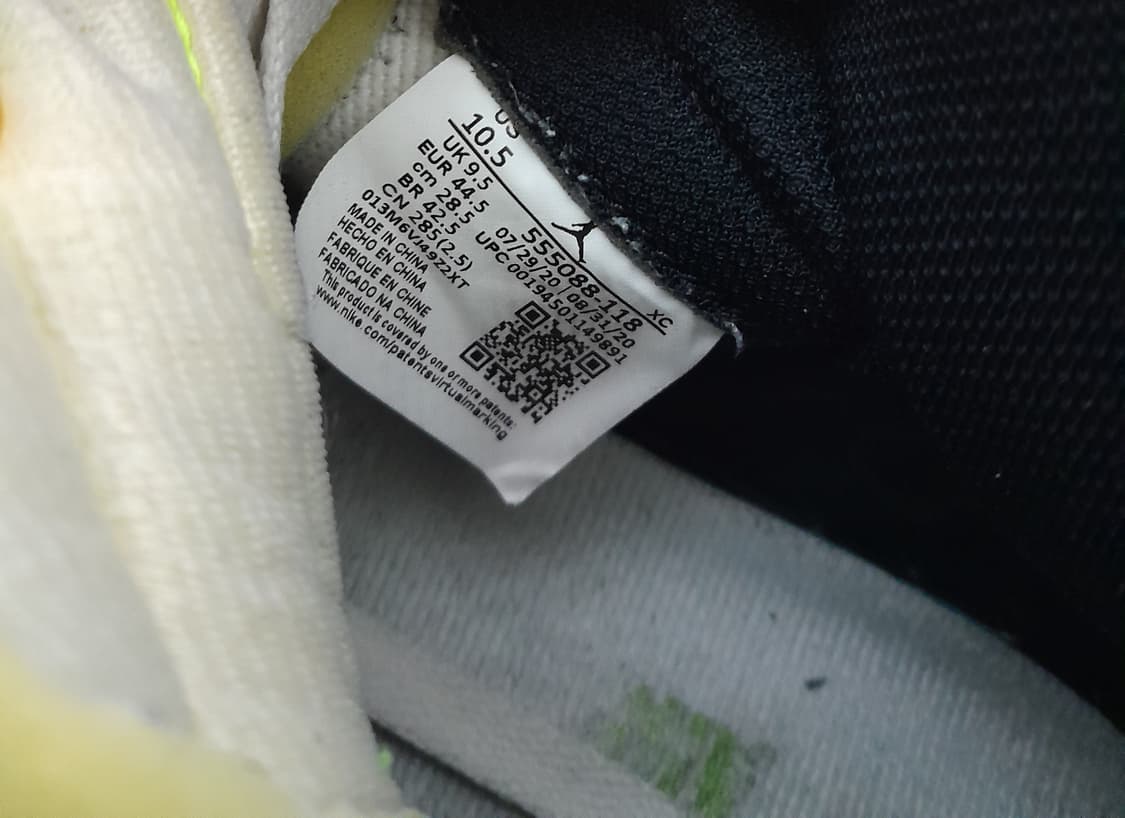 US
10.5
UK 9.5
EUR 44.5
cm 28.5
BR 42.5
CN 285(2.5)
013M6VI49Z2XT
MADE IN CHINA
HECHO EN CHINA
FABRIQUE EN CHINE
FABRICADO NA CHINA
This product is covered by one or more patents:
www.nike.com/patentsvirtualmarking
XC
555088-118
07/29/20 | 08/31/20
UPC 00194501149891